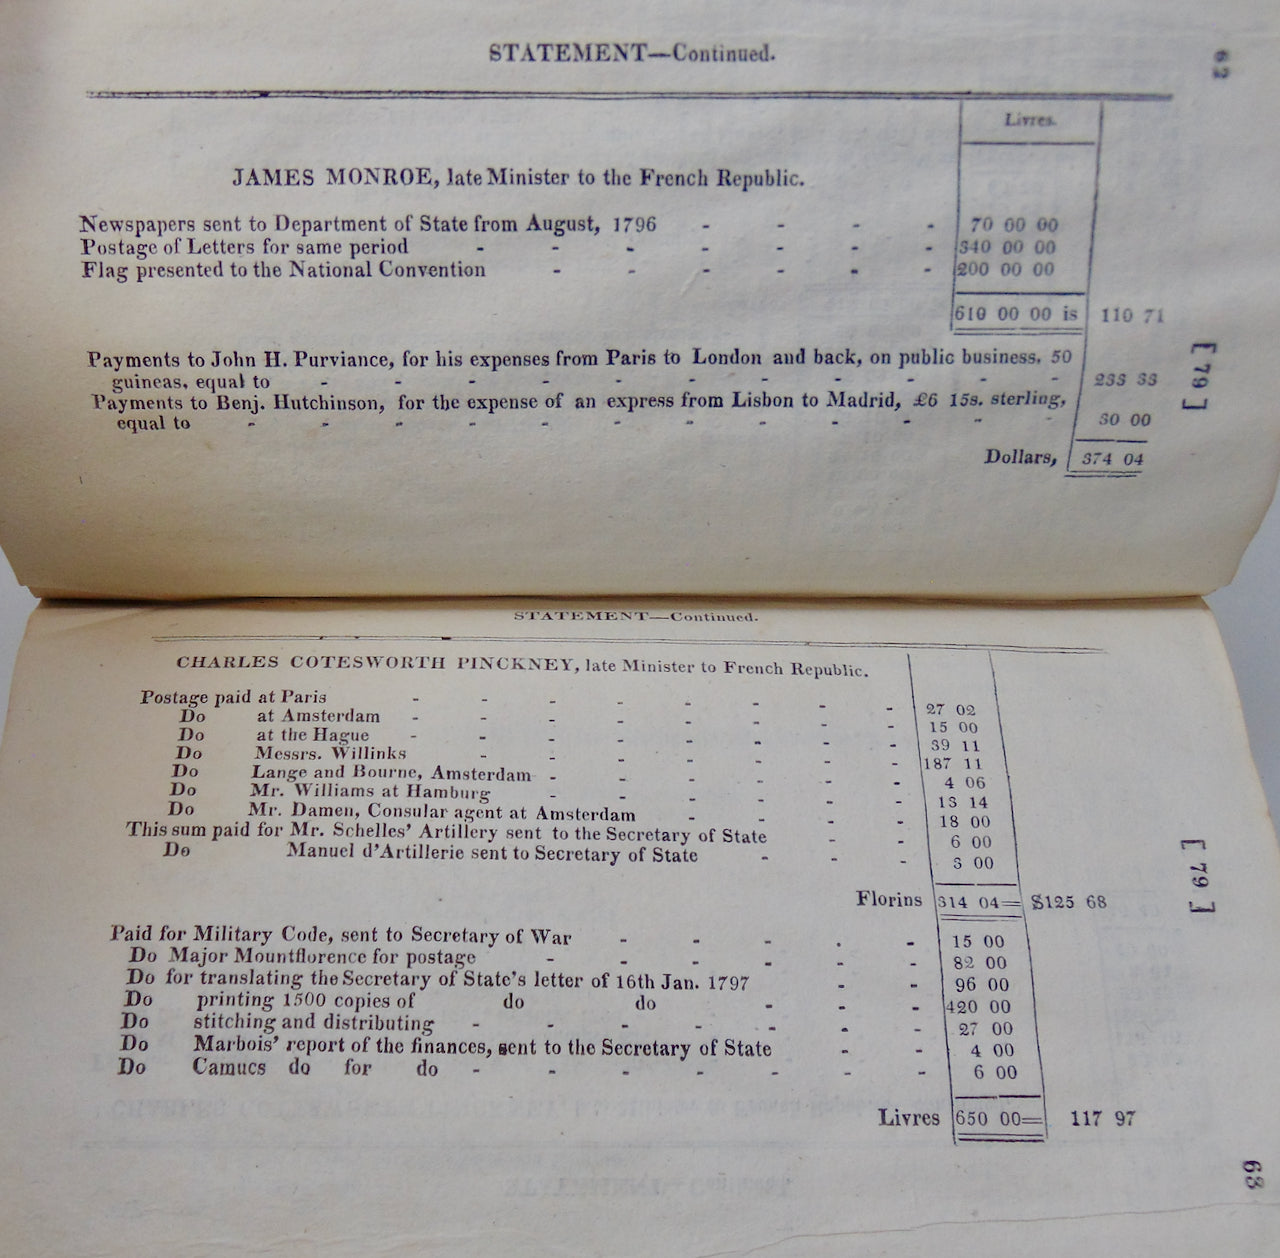 STATEMENT—Continued.
62
Livres.
JAMES MONROE, late Minister to the French Republic.
Newspapers sent to Department of State from August, 1796 - - - - 70 00 00
Postage of Letters for same period - - - - - - - 340 00 00
Flag presented to the National Convention - - - - - - 200 00 00
610 00 00 is 110 71
Payments to John H. Purviance, for his expenses from Paris to London and back, on public business, 50
guineas, equal to - - - - - - - - - - - 233 33
Payments to Benj. Hutchinson, for the expense of an express from Lisbon to Madrid, £6 15s. sterling,
equal to - - - - - - - - - - - - 30 00
Dollars, 374 04
[ 79 ]
STATEMENT—Continued.
CHARLES COTESWORTH PINCKNEY, late Minister to French Republic.
Postage paid at Paris - - - - - - - - 27 02
Do at Amsterdam - - - - - - - - 15 00
Do at the Hague - - - - - - - - 39 11
Do Messrs. Willinks - - - - - - - 187 11
Do Lange and Bourne, Amsterdam - - - - - - 4 06
Do Mr. Williams at Hamburg - - - - - - 13 14
Do Mr. Damen, Consular agent at Amsterdam - - - - 18 00
This sum paid for Mr. Schelles' Artillery sent to the Secretary of State - - 6 00
Do Manuel d'Artillerie sent to Secretary of State - - - 3 00
Florins 314 04= $125 68
Paid for Military Code, sent to Secretary of War - - - . - 15 00
Do Major Mountflorence for postage - - - - - - 82 00
Do for translating the Secretary of State's letter of 16th Jan. 1797 - - 96 00
Do printing 1500 copies of do do - - - 420 00
Do stitching and distributing - - - - - - - 27 00
Do Marbois' report of the finances, sent to the Secretary of State - - 4 00
Do Camucs do for do - - - - - - - 6 00
Livres 650 00= 117 97
[ 79 ]
63